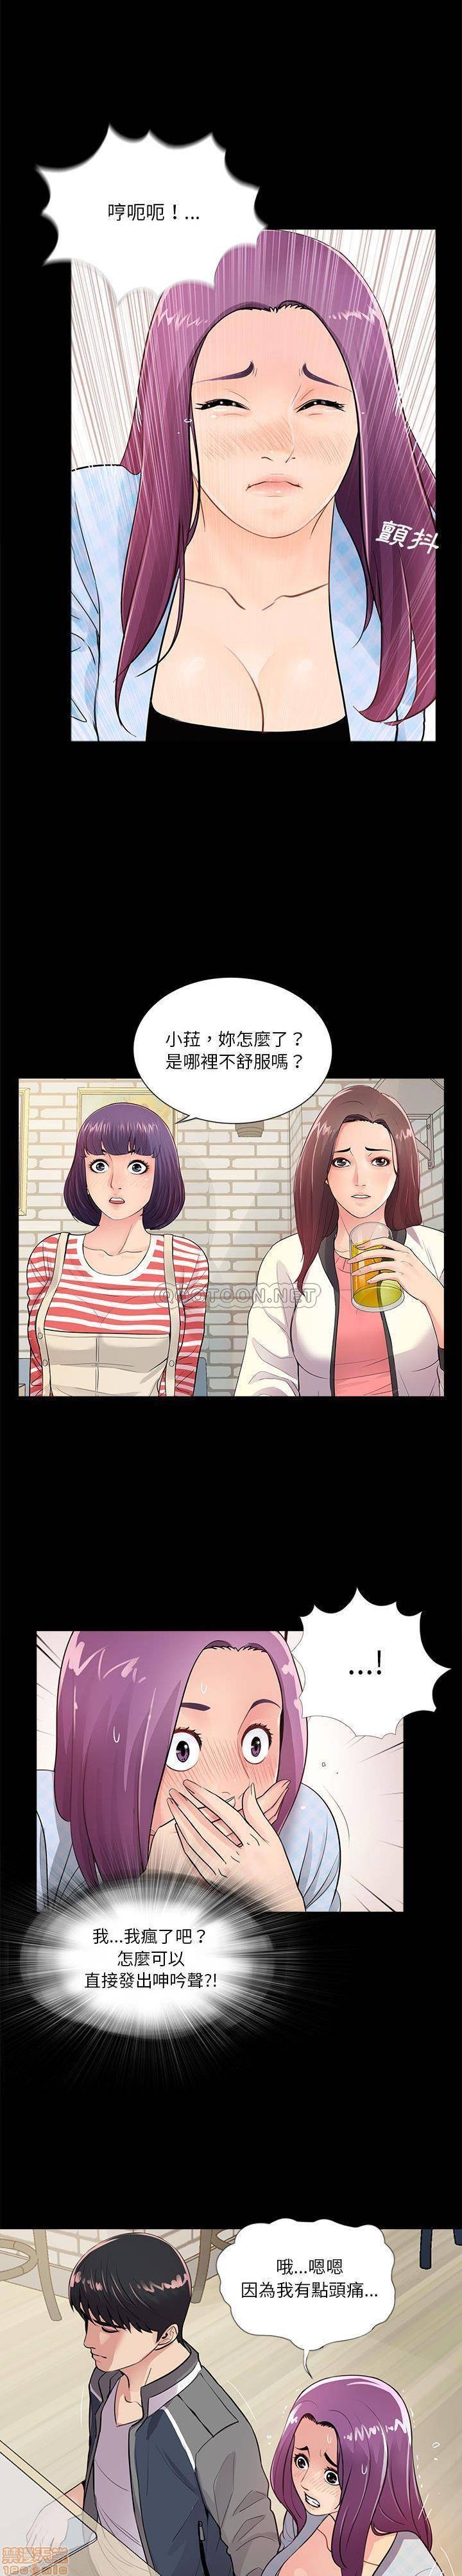 哼呃呃！...
顫抖
小菈，妳怎麼了？
是哪裡不舒服嗎？
TOPTOON.NET
...!
我...我瘋了吧？
怎麼可以
直接發出呻吟聲?!
哦...嗯嗯
因為我有點頭痛...